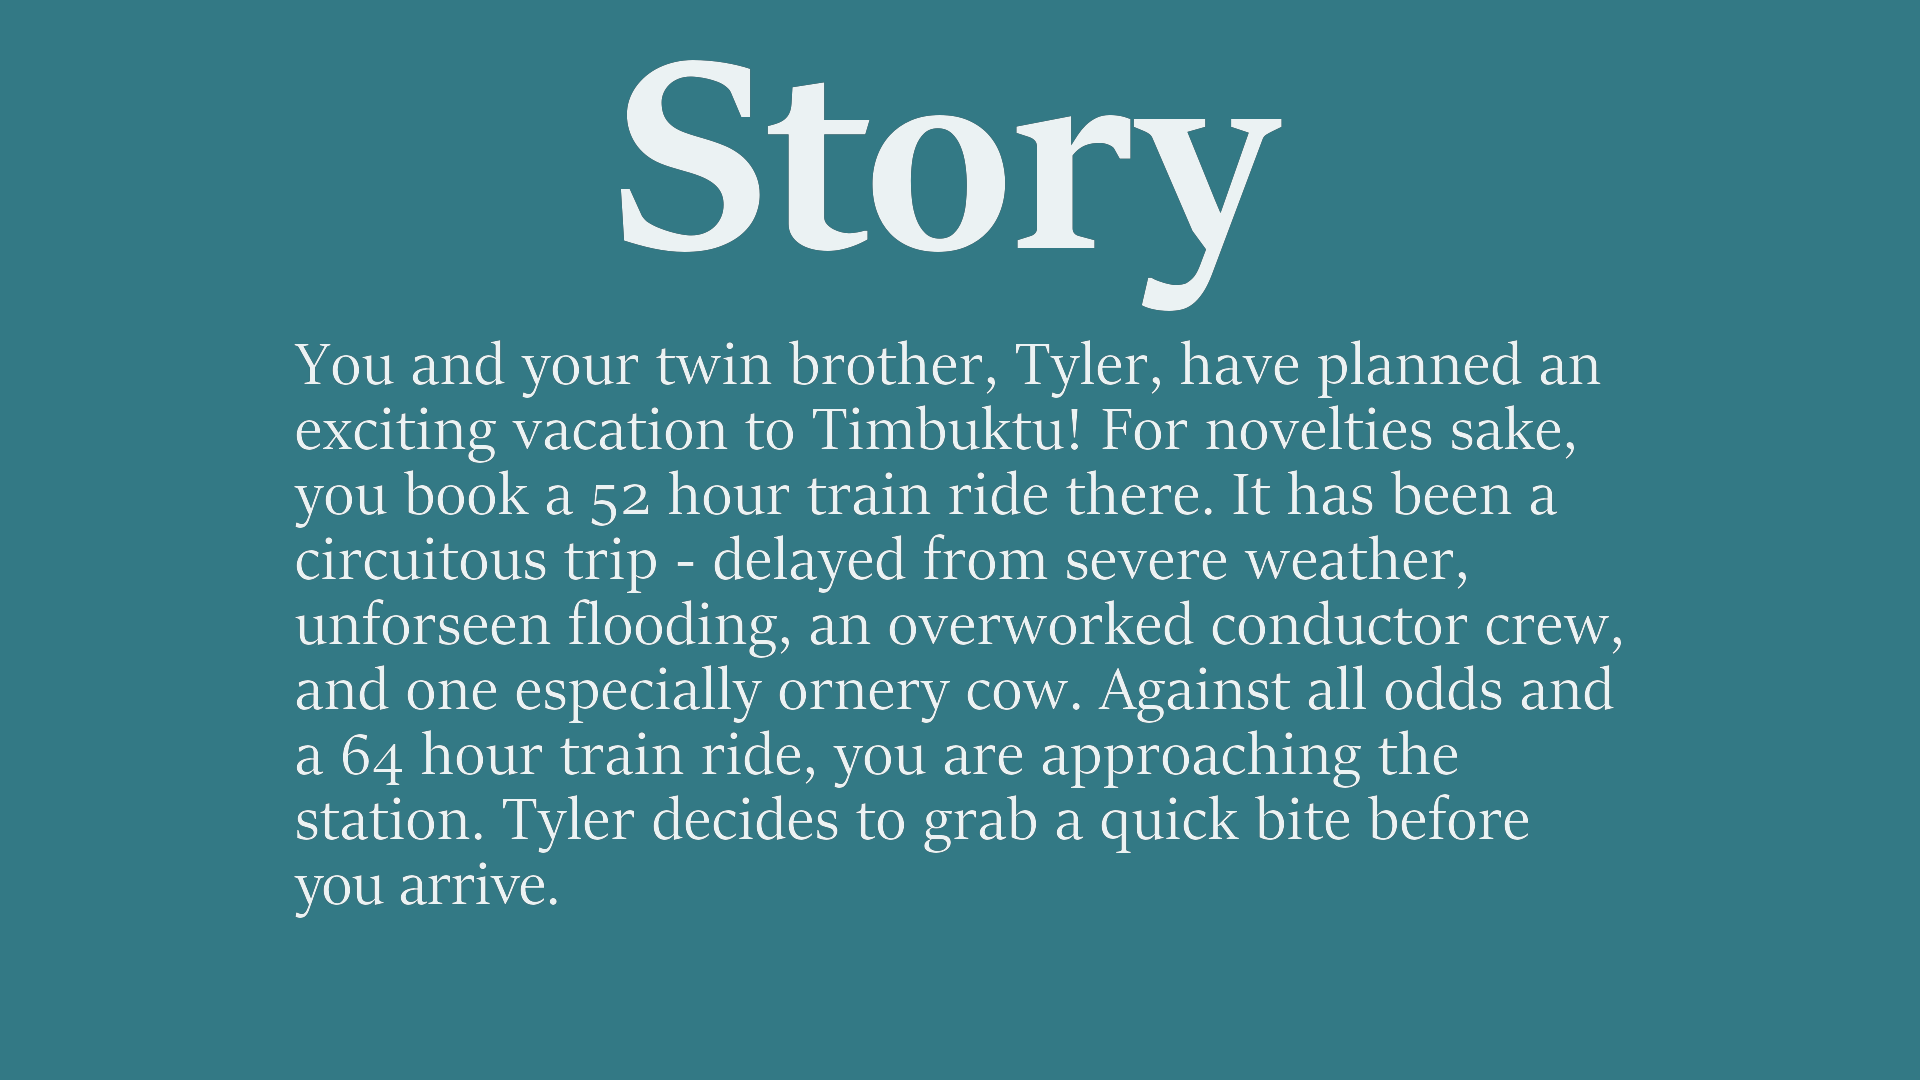 Story
You and your twin brother, Tyler, have planned an
exciting vacation to Timbuktu! For novelties sake,
you book a 52 hour train ride there. It has been a
circuitous trip - delayed from severe weather,
unforseen flooding, an overworked conductor crew,
and one especially ornery cow. Against all odds and
a 64 hour train ride, you are approaching the
station. Tyler decides to grab a quick bite before
you arrive.